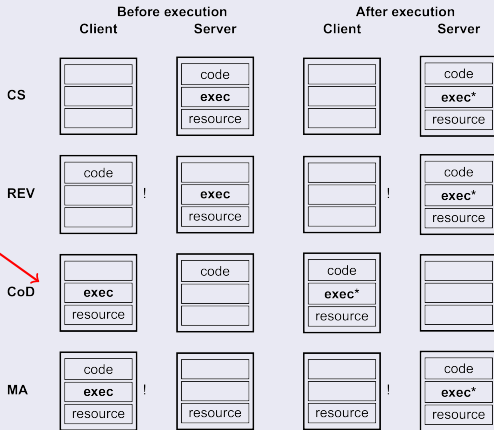 Before execution After execution
Client Server Client Server
code code
CS exec exec*
resource resource
code code
REV ! exec ! exec*
resource resource
code code
CoD exec exec*
resource resource
code code
MA exec ! ! exec*
resource resource resource resource